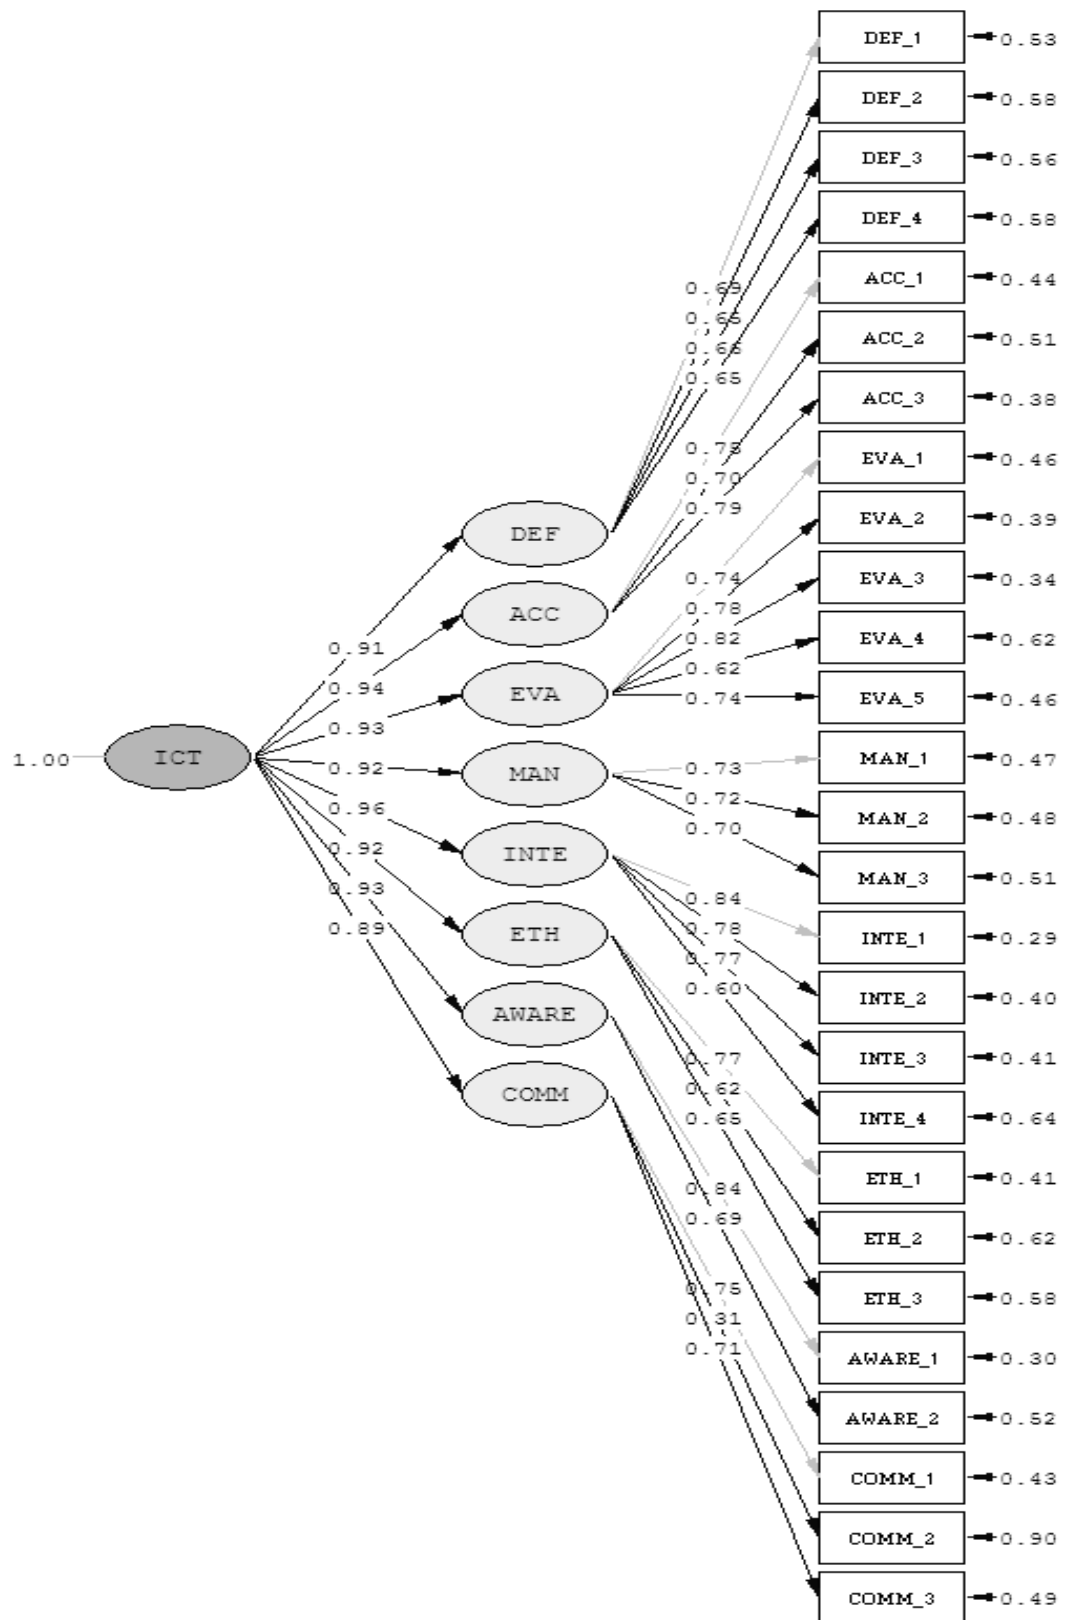 1.00
ICT
0.91
0.94
0.93
0.92
0.96
0.92
0.93
0.89
DEF
ACC
EVA
MAN
INTE
ETH
AWARE
COMM
0.69
0.65
0.66
0.65
0.75
0.70
0.79
0.74
0.78
0.82
0.62
0.74
0.73
0.72
0.70
0.84
0.78
0.77
0.60
0.77
0.62
0.65
0.84
0.69
0.75
0.31
0.71
DEF_1 0.53
DEF_2 0.58
DEF_3 0.56
DEF_4 0.58
ACC_1 0.44
ACC_2 0.51
ACC_3 0.38
EVA_1 0.46
EVA_2 0.39
EVA_3 0.34
EVA_4 0.62
EVA_5 0.46
MAN_1 0.47
MAN_2 0.48
MAN_3 0.51
INTE_1 0.29
INTE_2 0.40
INTE_3 0.41
INTE_4 0.64
ETH_1 0.41
ETH_2 0.62
ETH_3 0.58
AWARE_1 0.30
AWARE_2 0.52
COMM_1 0.43
COMM_2 0.90
COMM_3 0.49